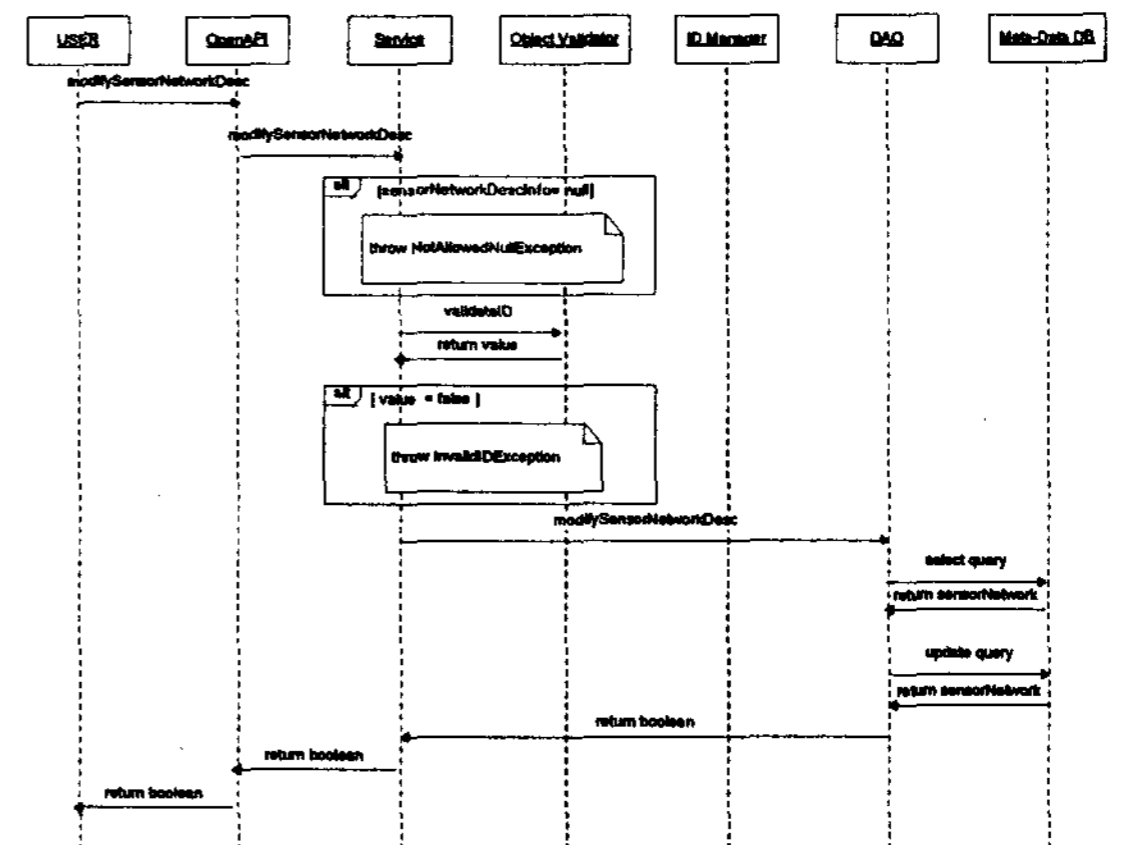 USER
OpenAPI
Service
Object Validator
ID Manager
DAO
Meta-Data DB
modifySensorNetworkDesc
modifySensorNetworkDesc
alt
[sensorNetworkDescInfo= null]
throw NotAllowedNullException
validateID
return value
alt
[ value = false ]
throw InvalidIDException
modifySensorNetworkDesc
select query
return sensorNetwork
update query
return sensorNetwork
return boolean
return boolean
return boolean